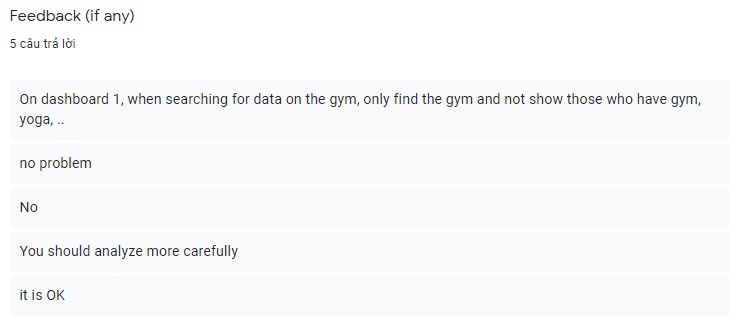 Feedback (if any)
5 câu trả lời
On dashboard 1, when searching for data on the gym, only find the gym and not show those who have gym,
yoga, ..
no problem
No
You should analyze more carefully
it is OK